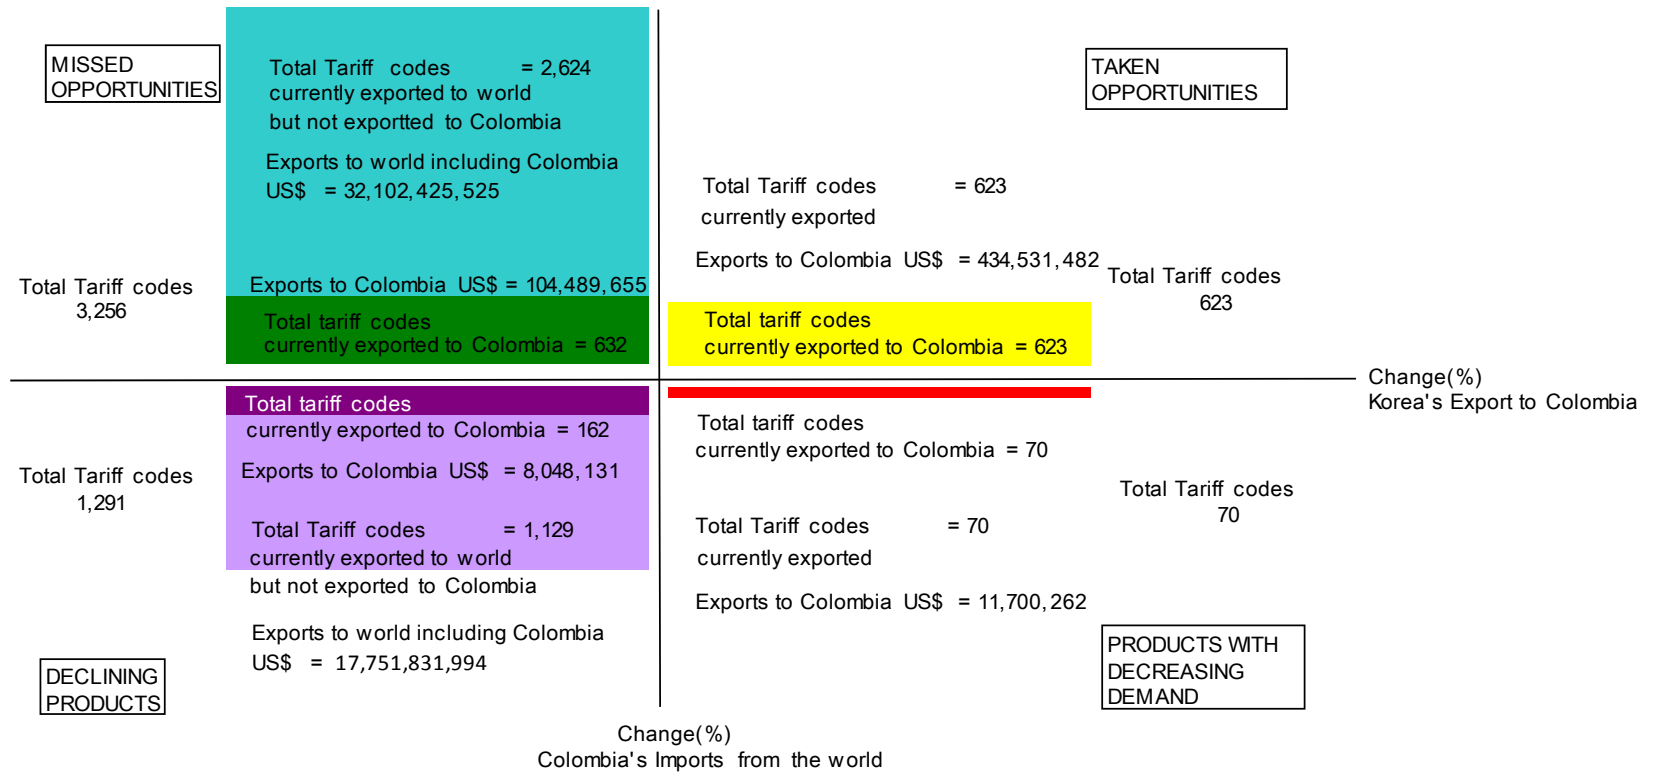 MISSED
OPPORTUNITIES
Total Tariff codes = 2,624
currently exported to world
but not exportted to Colombia
Exports to world including Colombia
US$ = 32,102,425,525
Exports to Colombia US$ = 104,489,655
Total tariff codes
currently exported to Colombia = 632
Total Tariff codes
3,256
TAKEN
OPPORTUNITIES
Total Tariff codes = 623
currently exported
Exports to Colombia US$ = 434,531,482
Total tariff codes
currently exported to Colombia = 623
Total Tariff codes
623
Change(%)
Korea's Export to Colombia
Total tariff codes
currently exported to Colombia = 162
Exports to Colombia US$ = 8,048,131
Total Tariff codes = 1,129
currently exported to world
but not exported to Colombia
Exports to world including Colombia
US$ = 17,751,831,994
Total Tariff codes
1,291
DECLINING
PRODUCTS
Total tariff codes
currently exported to Colombia = 70
Total Tariff codes = 70
currently exported
Exports to Colombia US$ = 11,700,262
Total Tariff codes
70
PRODUCTS WITH
DECREASING
DEMAND
Change(%)
Colombia's Imports from the world